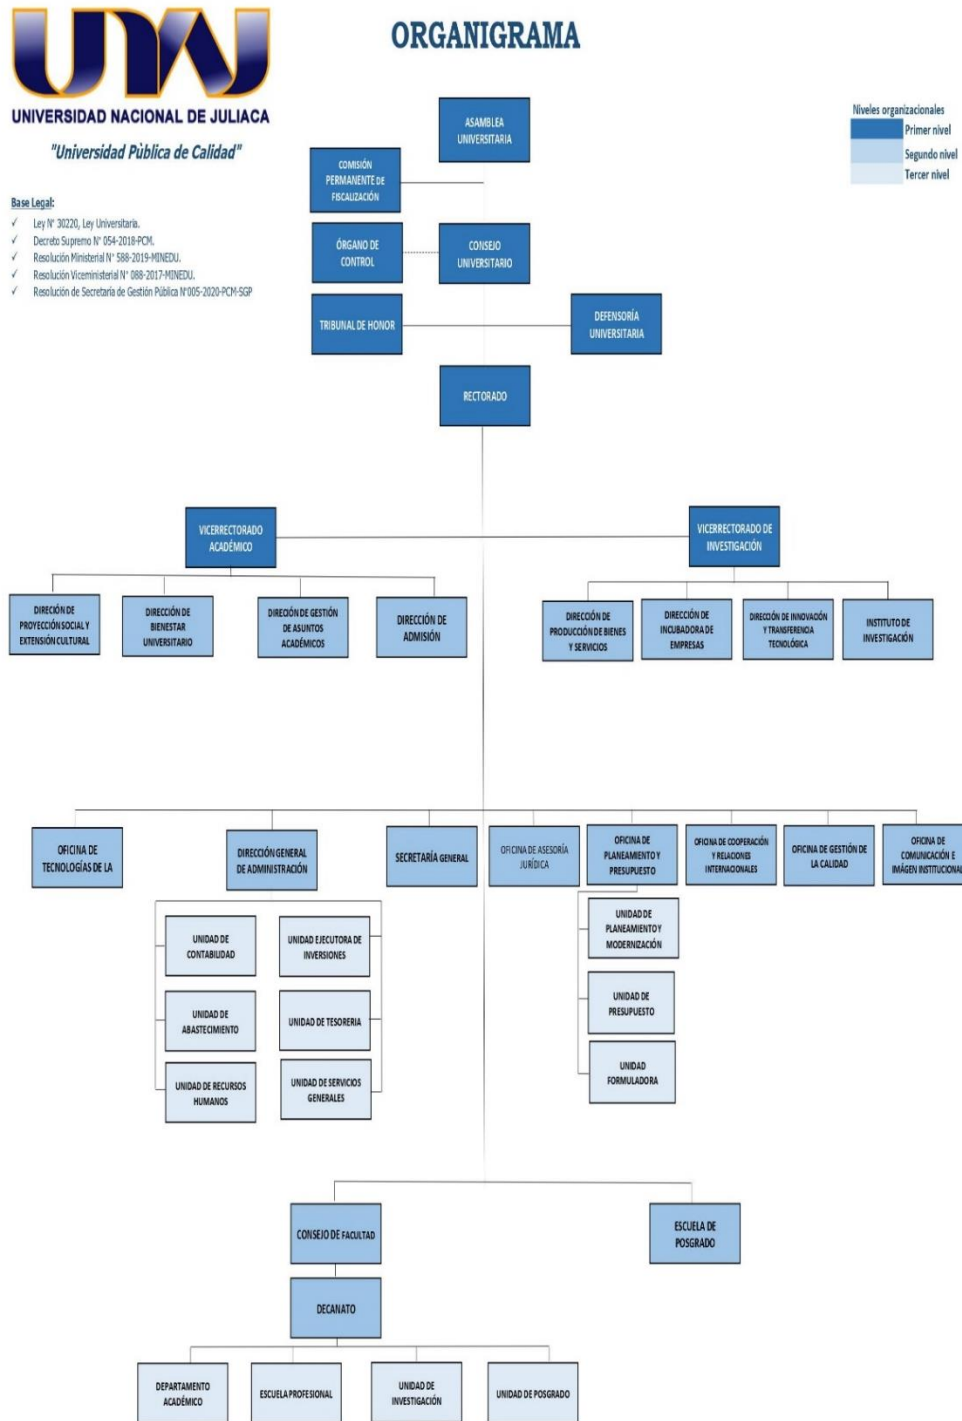 UNAJ
ORGANIGRAMA
UNIVERSIDAD NACIONAL DE JULIACA
"Universidad Pùblica de Calidad"
Base Legal:
✓ Ley N° 30220, Ley Universitaria.
✓ Decreto Supremo N° 054-2018-PCM.
✓ Resolución Ministerial N° 588-2019-MINEDU.
✓ Resolución Viceministerial N° 088-2017-MINEDU.
✓ Resolución de Secretaría de Gestión Pública N°005-2020-PCM-SGP
Niveles organizacionales
Primer nivel
Segundo nivel
Tercer nivel
ASAMBLEA
UNIVERSITARIA
COMISIÓN
PERMANENTE DE
FISCALIZACIÓN
ÓRGANO DE
CONTROL
CONSEJO
UNIVERSITARIO
TRIBUNAL DE HONOR
DEFENSORÍA
UNIVERSITARIA
RECTORADO
VICERRECTORADO
ACADÉMICO
VICERRECTORADO DE
INVESTIGACIÓN
DIRECIÓN DE
PROYECCIÓN SOCIAL Y
EXTENSIÓN CULTURAL
DIRECCIÓN DE
BIENESTAR
UNIVERSITARIO
DIRECIÓN DE GESTIÓN
DE ASUNTOS
ACADÉMICOS
DIRECCIÓN DE
ADMISIÓN
DIRECCIÓN DE
PRODUCCIÓN DE BIENES
Y SERVICIOS
DIRECCIÓN DE
INCUBADORA DE
EMPRESAS
DIRECCIÓN DE INNOVACIÓN
Y TRANSFERENCIA
TECNOLÓGICA
INSTITUTO DE
INVESTIGACIÓN
OFICINA DE
TECNOLOGÍAS DE LA
DIRECCIÓN GENERAL
DE ADMINISTRACIÓN
SECRETARÍA GENERAL
OFICINA DE ASESORÍA
JURÍDICA
OFICINA DE
PLANEAMIENTO Y
PRESUPUESTO
OFICINA DE COOPERACIÓN
Y RELACIONES
INTERNACIONALES
OFICINA DE GESTIÓN DE
LA CALIDAD
OFICINA DE
COMUNICACIÓN E
IMÁGEN INSTITUCIONAL
UNIDAD DE
CONTABILIDAD
UNIDAD EJECUTORA DE
INVERSIONES
UNIDAD DE
PLANEAMIENTO Y
MODERNIZACIÓN
UNIDAD DE
ABASTECIMIENTO
UNIDAD DE TESORERIA
UNIDAD DE
PRESUPUESTO
UNIDAD DE RECURSOS
HUMANOS
UNIDAD DE SERVICIOS
GENERALES
UNIDAD
FORMULADORA
CONSEJO DE FACULTAD
ESCUELA DE
POSGRADO
DECANATO
DEPARTAMENTO
ACADÉMICO
ESCUELA PROFESIONAL
UNIDAD DE
INVESTIGACIÓN
UNIDAD DE POSGRADO